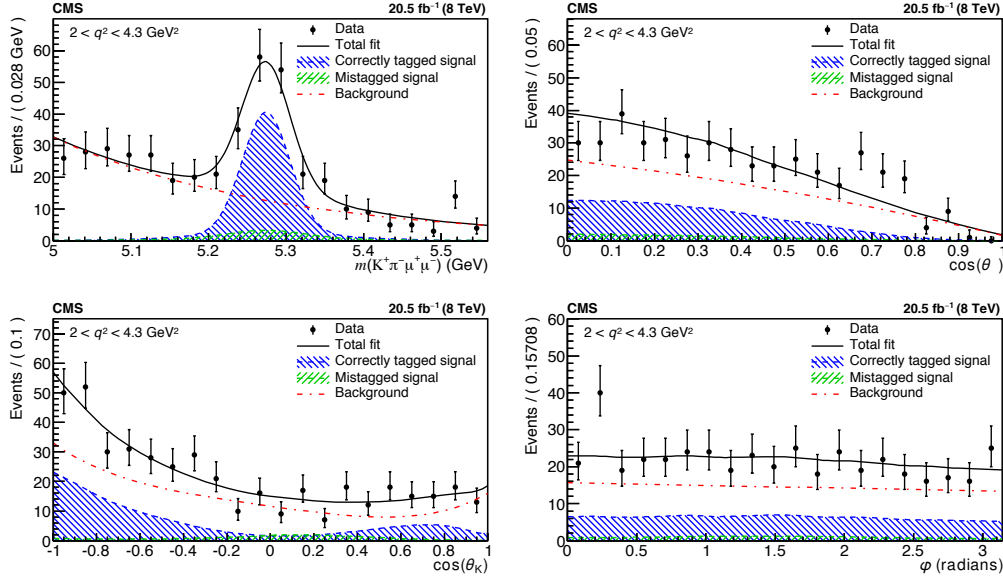 CMS 20.5 fb⁻¹ (8 TeV)
2 < q² < 4.3 GeV²
Data
Total fit
Correctly tagged signal
Mistagged signal
Background
Events / ( 0.028 GeV )
0 10 20 30 40 50 60
5 5.1 5.2 5.3 5.4 5.5
m(K⁺π⁻μ⁺μ⁻) (GeV)
CMS 20.5 fb⁻¹ (8 TeV)
2 < q² < 4.3 GeV²
Data
Total fit
Correctly tagged signal
Mistagged signal
Background
Events / ( 0.05
0 10 20 30 40 50 60
0 0.1 0.2 0.3 0.4 0.5 0.6 0.7 0.8 0.9 1
cos(θ )
CMS 20.5 fb⁻¹ (8 TeV)
2 < q² < 4.3 GeV²
Data
Total fit
Correctly tagged signal
Mistagged signal
Background
Events / ( 0.1
0 10 20 30 40 50 60 70
-1 -0.8 -0.6 -0.4 -0.2 0 0.2 0.4 0.6 0.8 1
cos(θ_K)
CMS 20.5 fb⁻¹ (8 TeV)
2 < q² < 4.3 GeV²
Data
Total fit
Correctly tagged signal
Mistagged signal
Background
Events / ( 0.15708
0 10 20 30 40 50 60
0 0.5 1 1.5 2 2.5 3
φ (radians)